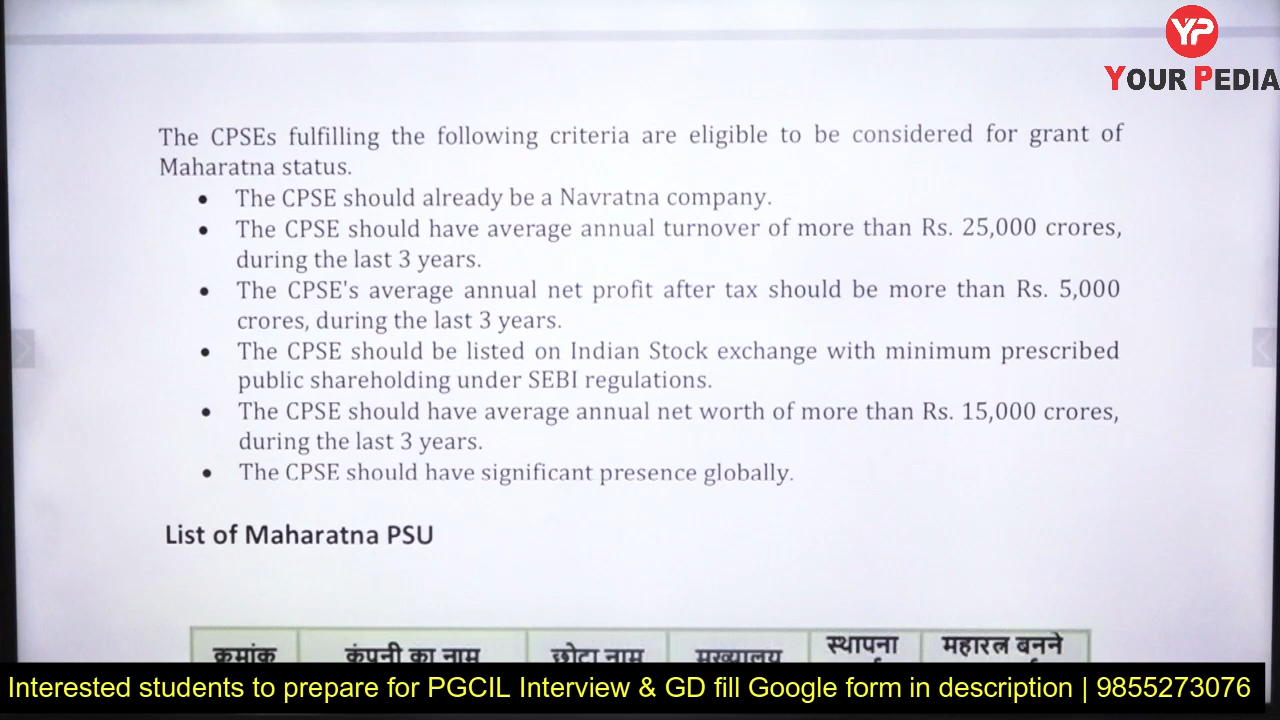 YP
YOUR PEDIA
The CPSEs fulfilling the following criteria are eligible to be considered for grant of
Maharatna status.
• The CPSE should already be a Navratna company.
• The CPSE should have average annual turnover of more than Rs. 25,000 crores,
during the last 3 years.
• The CPSE's average annual net profit after tax should be more than Rs. 5,000
crores, during the last 3 years.
• The CPSE should be listed on Indian Stock exchange with minimum prescribed
public shareholding under SEBI regulations.
• The CPSE should have average annual net worth of more than Rs. 15,000 crores,
during the last 3 years.
• The CPSE should have significant presence globally.
List of Maharatna PSU
क्रमांक कंपनी का नाम छोटा नाम मुख्यालय स्थापना महारत्न बनने
Interested students to prepare for PGCIL Interview & GD fill Google form in description | 9855273076